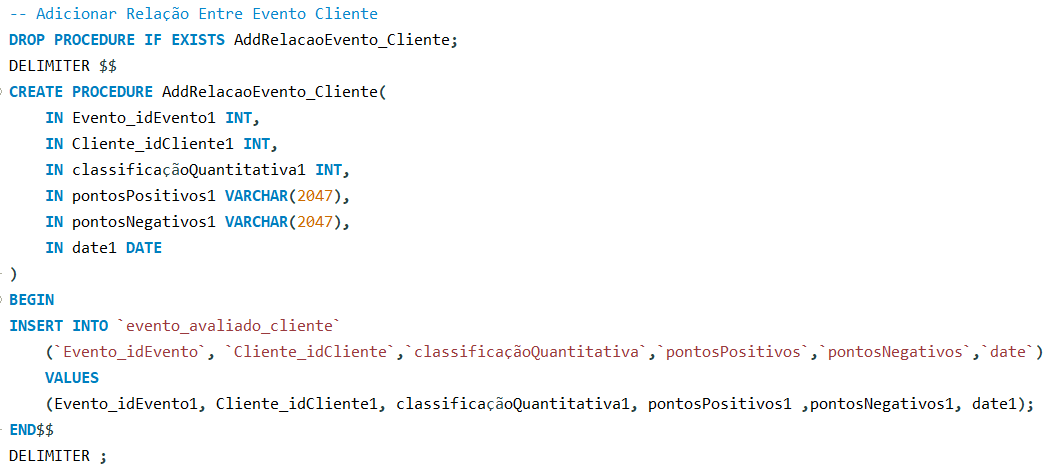 -- Adicionar Relação Entre Evento Cliente
DROP PROCEDURE IF EXISTS AddRelacaoEvento_Cliente;
DELIMITER $$
CREATE PROCEDURE AddRelacaoEvento_Cliente(
    IN Evento_idEvento1 INT,
    IN Cliente_idCliente1 INT,
    IN classificaçãoQuantitativa1 INT,
    IN pontosPositivos1 VARCHAR(2047),
    IN pontosNegativos1 VARCHAR(2047),
    IN date1 DATE
)
BEGIN
INSERT INTO `evento_avaliado_cliente`
    (`Evento_idEvento`, `Cliente_idCliente`,`classificaçãoQuantitativa`,`pontosPositivos`,`pontosNegativos`,`date`)
    VALUES
    (Evento_idEvento1, Cliente_idCliente1, classificaçãoQuantitativa1, pontosPositivos1 ,pontosNegativos1, date1);
END$$
DELIMITER ;